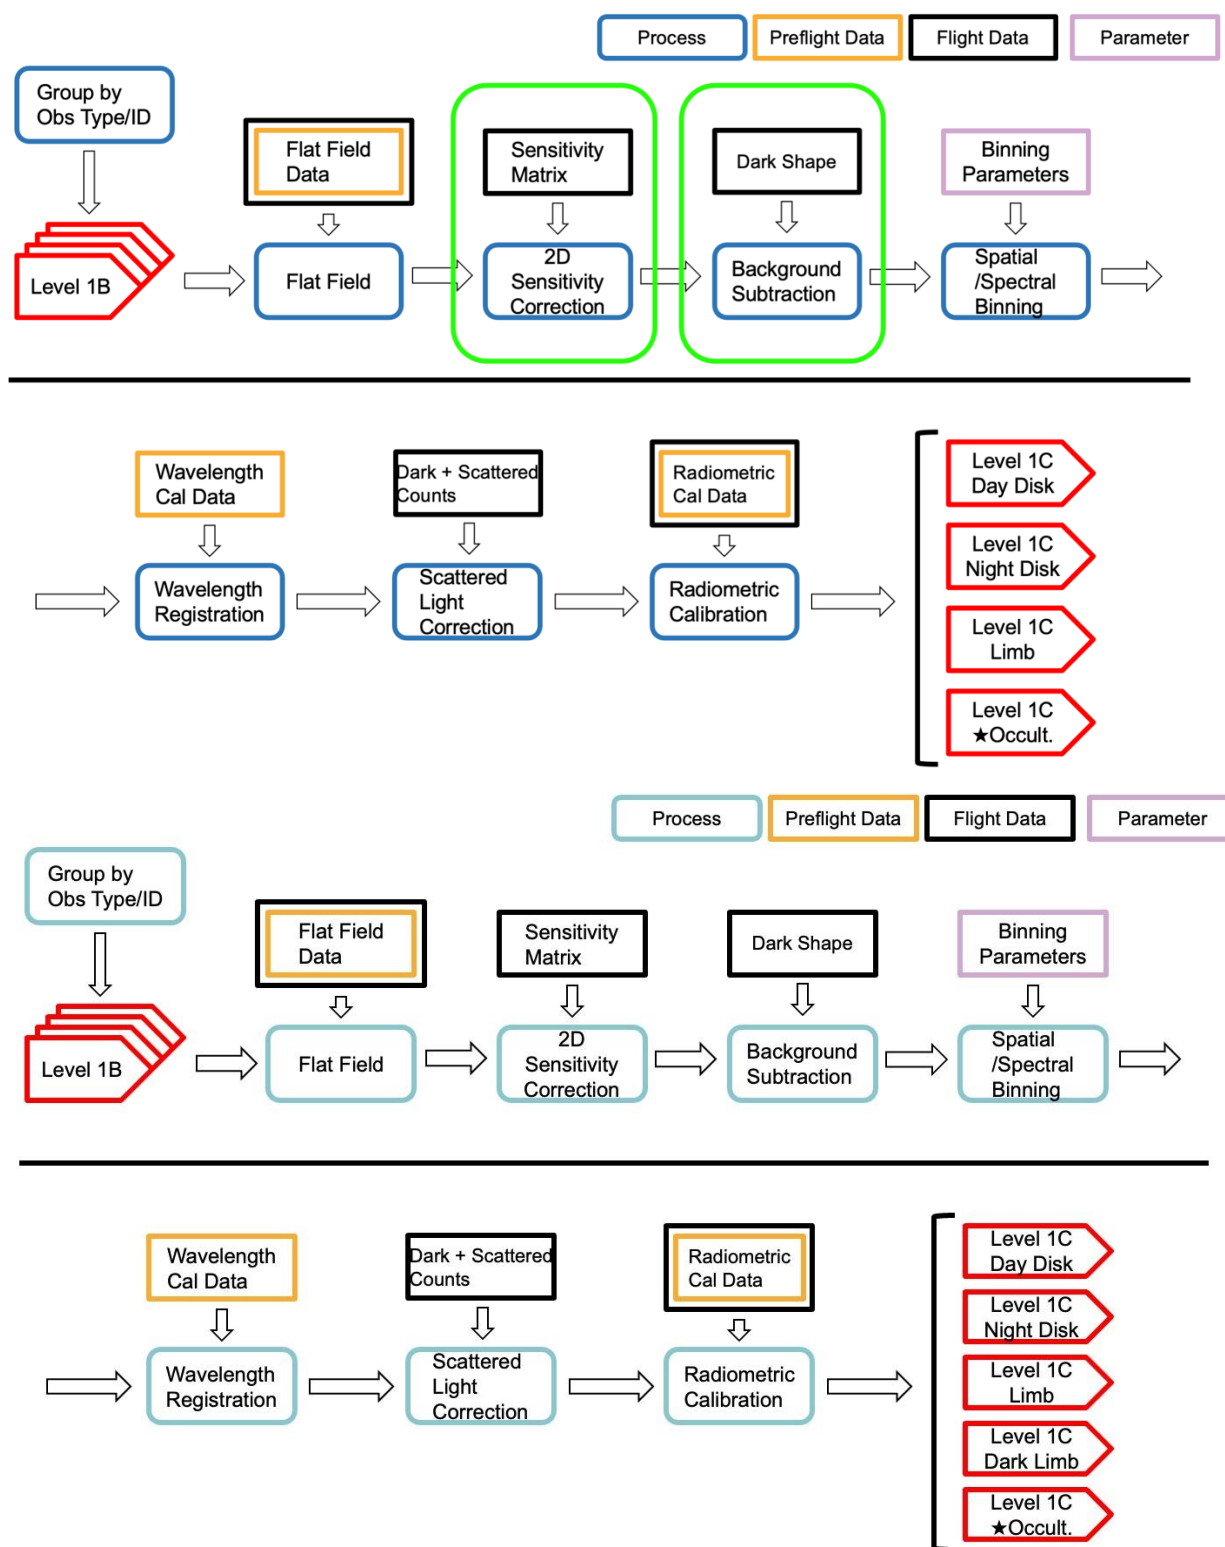 Process
Preflight Data
Flight Data
Parameter
Group by
Obs Type/ID
Flat Field
Data
Sensitivity
Matrix
Dark Shape
Binning
Parameters
Level 1B
Flat Field
2D
Sensitivity
Correction
Background
Subtraction
Spatial
/Spectral
Binning
Wavelength
Cal Data
Dark + Scattered
Counts
Radiometric
Cal Data
Wavelength
Registration
Scattered
Light
Correction
Radiometric
Calibration
Level 1C
Day Disk
Level 1C
Night Disk
Level 1C
Limb
Level 1C
★Occult.
Process
Preflight Data
Flight Data
Parameter
Group by
Obs Type/ID
Flat Field
Data
Sensitivity
Matrix
Dark Shape
Binning
Parameters
Level 1B
Flat Field
2D
Sensitivity
Correction
Background
Subtraction
Spatial
/Spectral
Binning
Wavelength
Cal Data
Dark + Scattered
Counts
Radiometric
Cal Data
Wavelength
Registration
Scattered
Light
Correction
Radiometric
Calibration
Level 1C
Day Disk
Level 1C
Night Disk
Level 1C
Limb
Level 1C
Dark Limb
Level 1C
★Occult.